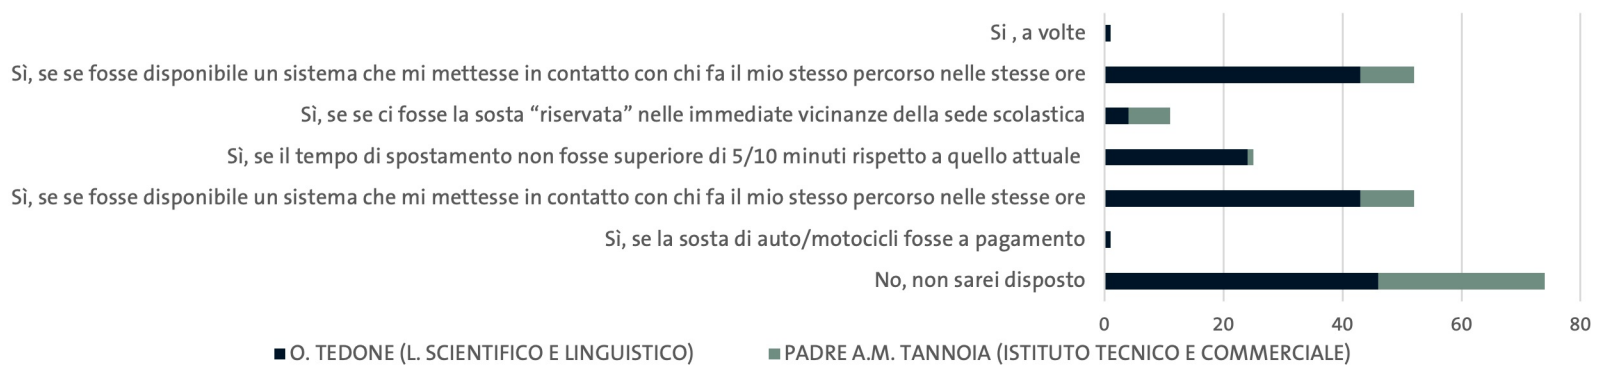 Si , a volte
Sì, se se fosse disponibile un sistema che mi mettesse in contatto con chi fa il mio stesso percorso nelle stesse ore
Sì, se se ci fosse la sosta “riservata” nelle immediate vicinanze della sede scolastica
Sì, se il tempo di spostamento non fosse superiore di 5/10 minuti rispetto a quello attuale
Sì, se se fosse disponibile un sistema che mi mettesse in contatto con chi fa il mio stesso percorso nelle stesse ore
Sì, se la sosta di auto/motocicli fosse a pagamento
No, non sarei disposto
0 20 40 60 80
O. TEDONE (L. SCIENTIFICO E LINGUISTICO) PADRE A.M. TANNOIA (ISTITUTO TECNICO E COMMERCIALE)